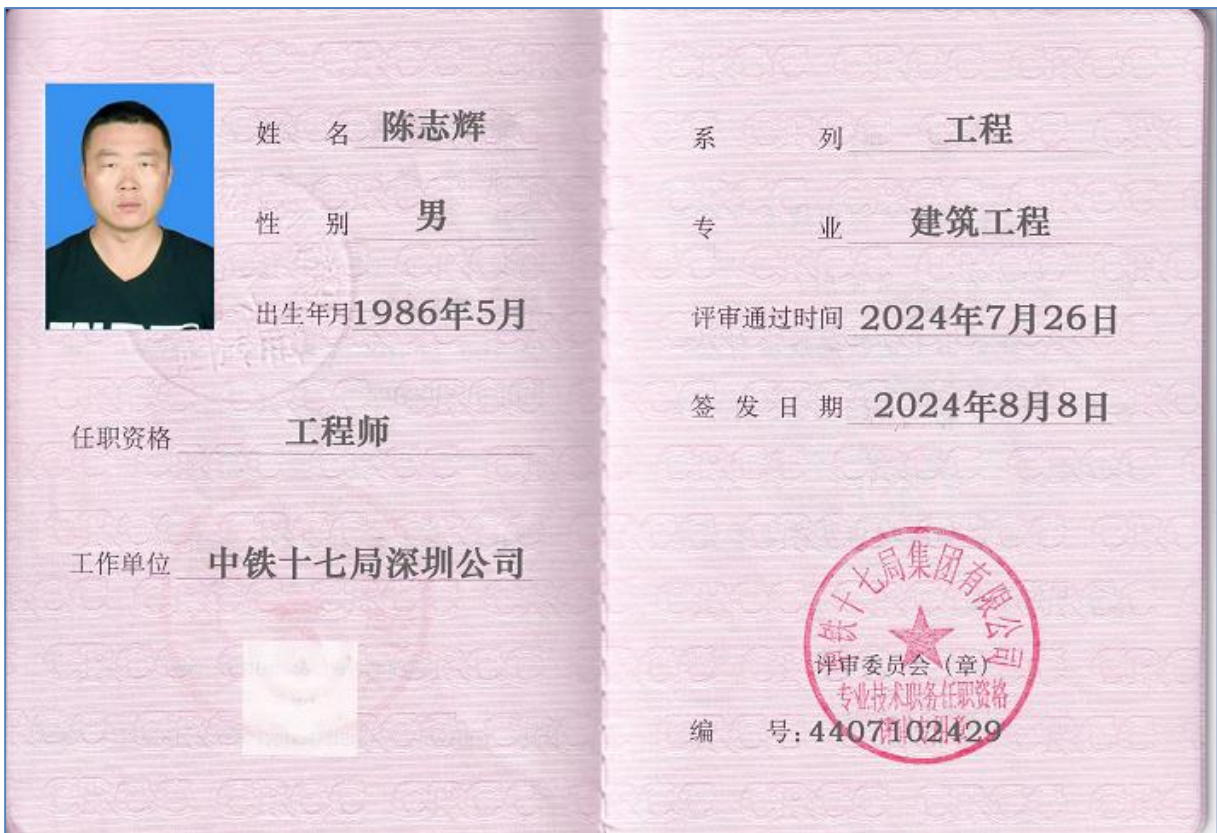 姓 名 陈志辉
性 别 男
出生年月 1986年5月
任职资格 工程师
工作单位 中铁十七局深圳公司
系 列 工程
专 业 建筑工程
评审通过时间 2024年7月26日
签发日期 2024年8月8日
中铁十七局集团有限公司
评审委员会（章）
专业技术职务任职资格
编 号:4407102429